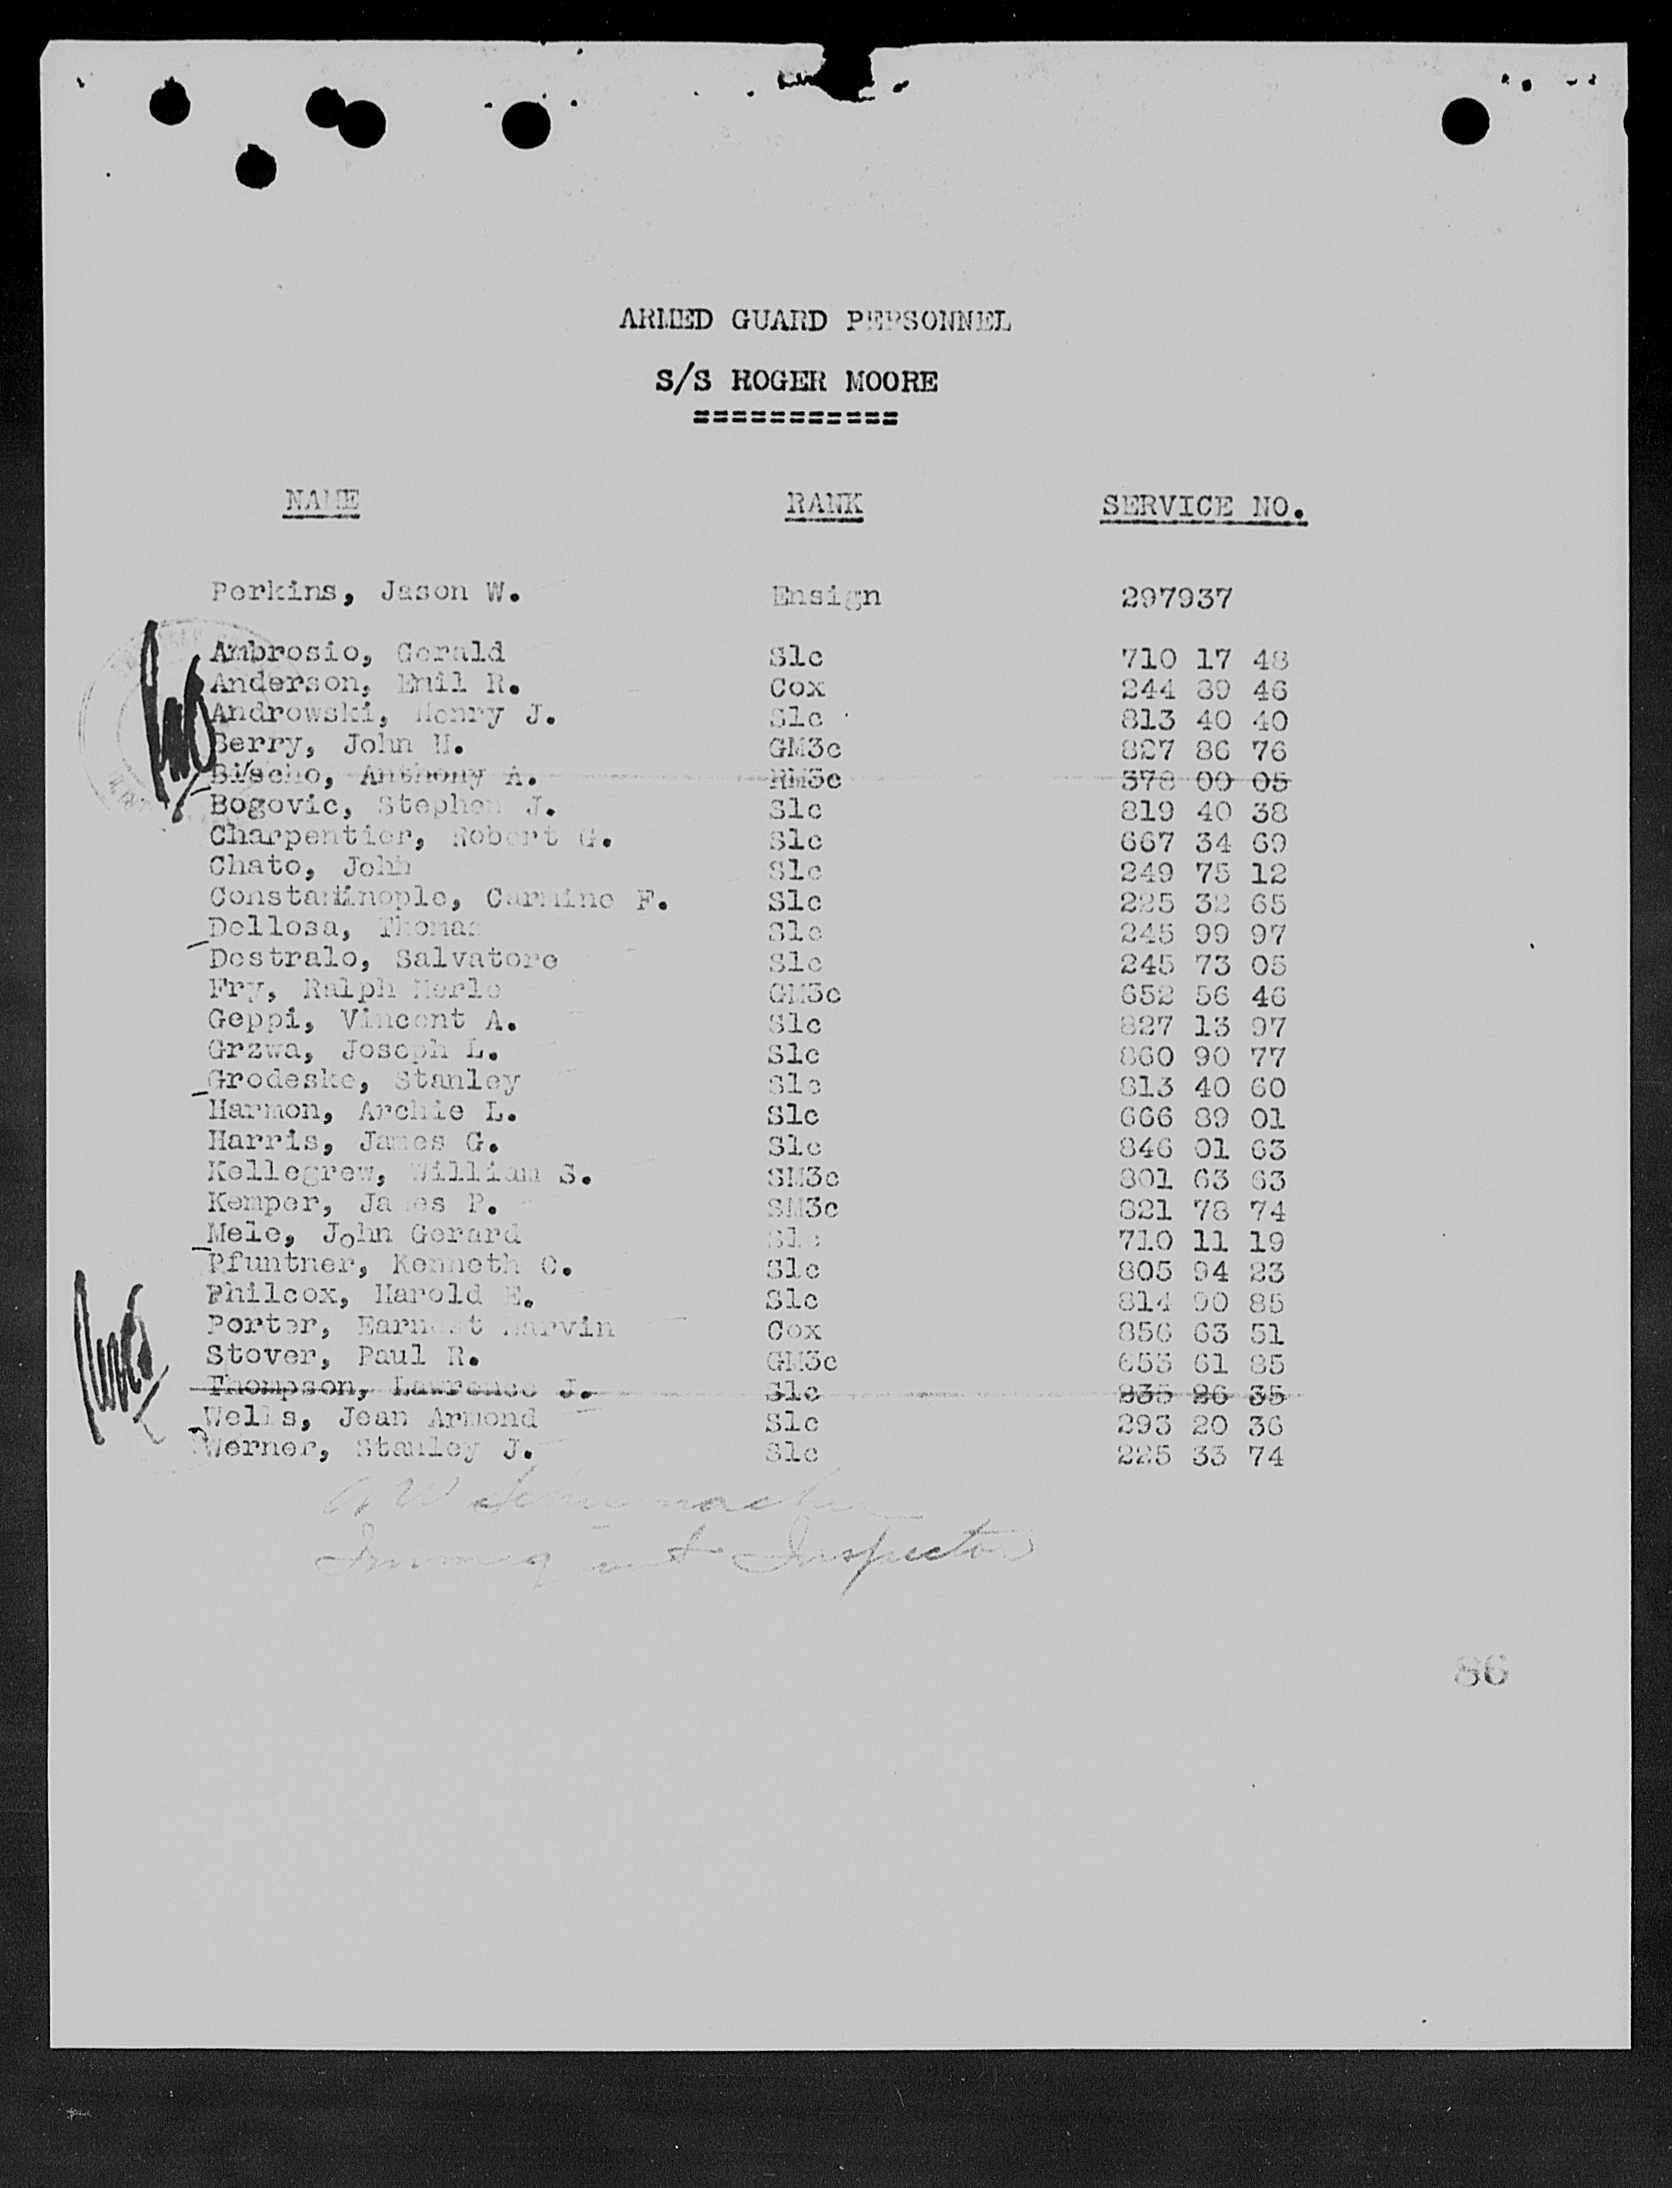 ARMED GUARD PERSONNEL
S/S ROGER MOORE
===========
NAME RANK SERVICE NO.
Perkins, Jason W. Ensign 297937
Ambrosio, Gerald S1c 710 17 48
Anderson, Emil R. Cox 244 89 46
Androwski, Henry J. S1c 813 40 40
Berry, John H. GM3c 827 86 76
Bischo, Anthony A. RM3c 378 00 05
Bogovic, Stephen J. S1c 819 40 38
Charpentier, Robert G. S1c 667 34 69
Chato, John S1c 249 75 12
Constantinople, Carmine F. S1c 225 32 65
Dellosa, Thomas S1c 245 99 97
Destralo, Salvatore S1c 245 73 05
Fry, Ralph Merle GM3c 652 56 46
Geppi, Vincent A. S1c 827 13 97
Grzwa, Joseph L. S1c 860 90 77
Grodeske, Stanley S1c 813 40 60
Harmon, Archie L. S1c 666 89 01
Harris, James G. S1c 846 01 63
Kellegrew, William S. SM3c 801 63 63
Kemper, James P. SM3c 821 78 74
Mele, John Gerard S1c 710 11 19
Pfuntner, Kenneth C. S1c 805 94 23
Philcox, Harold E. S1c 814 90 85
Porter, Earnest Marvin Cox 856 63 51
Stover, Paul R. GM3c 655 61 85
Thompson, Lawrence J. S1c 935 26 35
Wells, Jean Armond S1c 293 20 36
Werner, Stanley J. S1c 225 33 74
Immigrant Inspector
86